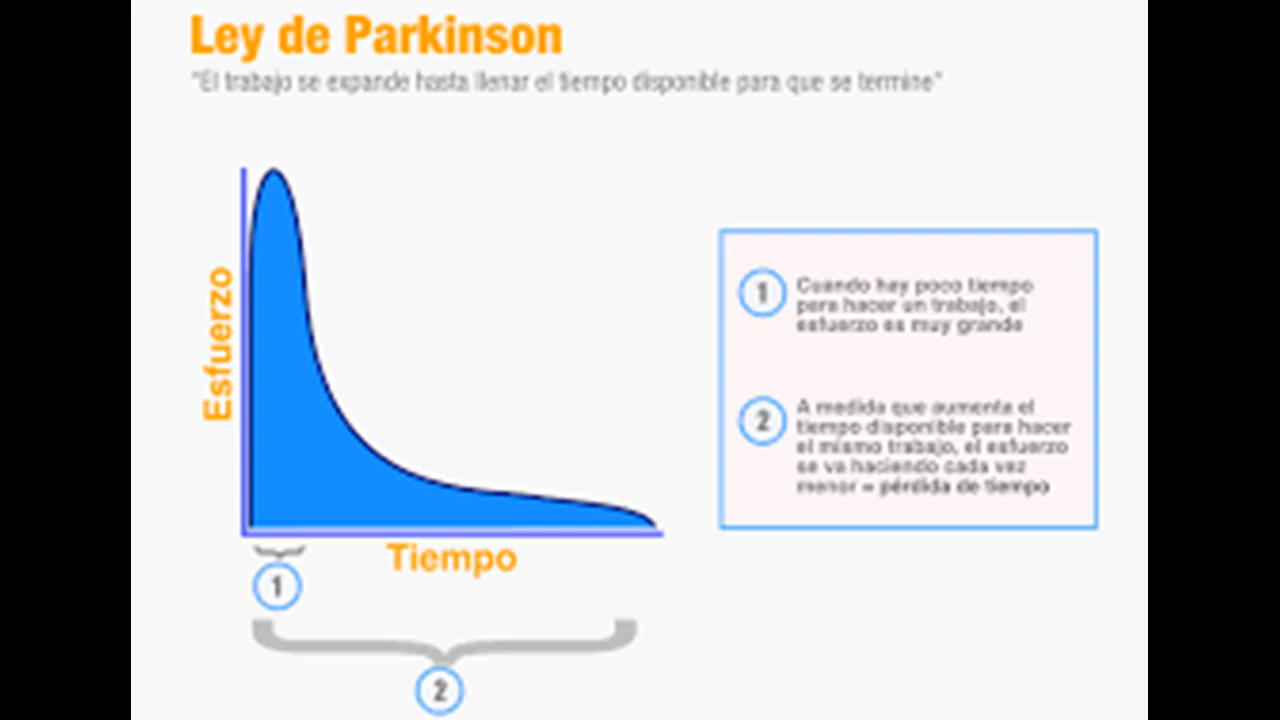 Ley de Parkinson
"El trabajo se expande hasta llenar el tiempo disponible para que se termine"
Esfuerzo
1
Cuando hay poco tiempo
para hacer un trabajo, el
esfuerzo es muy grande
2
A medida que aumenta el
tiempo disponible para hacer
el mismo trabajo, el esfuerzo
se va haciendo cada vez
menor = pérdida de tiempo
Tiempo
1
2